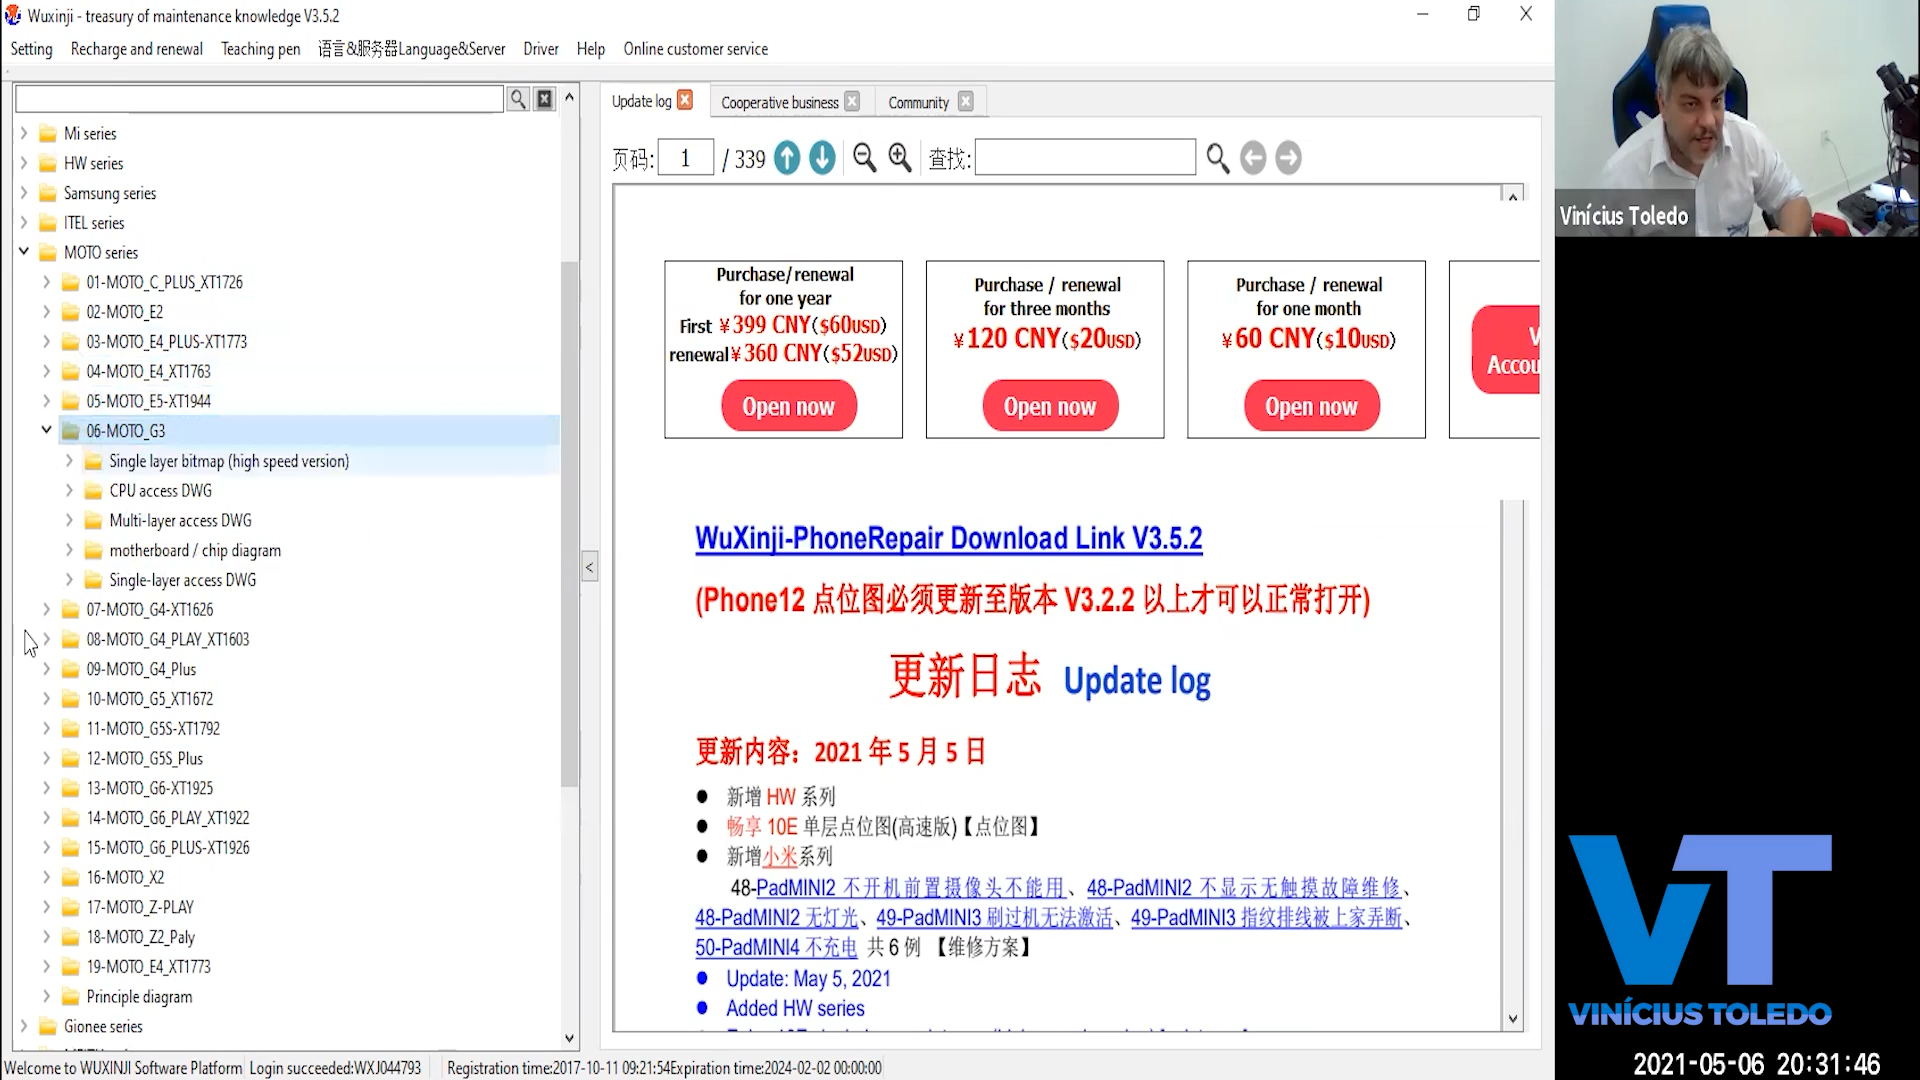 Wuxinji - treasury of maintenance knowledge V3.5.2
Setting Recharge and renewal Teaching pen 语言&服务器Language&Server Driver Help Online customer service
Mi series
HW series
Samsung series
ITEL series
MOTO series
01-MOTO_C_PLUS_XT1726
02-MOTO_E2
03-MOTO_E4_PLUS-XT1773
04-MOTO_E4_XT1763
05-MOTO_E5-XT1944
06-MOTO_G3
Single layer bitmap (high speed version)
CPU access DWG
Multi-layer access DWG
motherboard / chip diagram
Single-layer access DWG
07-MOTO_G4-XT1626
08-MOTO_G4_PLAY_XT1603
09-MOTO_G4_Plus
10-MOTO_G5_XT1672
11-MOTO_G5S-XT1792
12-MOTO_G5S_Plus
13-MOTO_G6-XT1925
14-MOTO_G6_PLAY_XT1922
15-MOTO_G6_PLUS-XT1926
16-MOTO_X2
17-MOTO_Z-PLAY
18-MOTO_Z2_Paly
19-MOTO_E4_XT1773
Principle diagram
Gionee series
Update log Cooperative business Community
页码: 1 / 339 查找:
Purchase/renewal
for one year
First ¥399 CNY($60USD)
renewal¥360 CNY($52USD)
Open now
Purchase / renewal
for three months
¥120 CNY($20USD)
Open now
Purchase / renewal
for one month
¥60 CNY($10USD)
Open now
V
Accou
WuXinji-PhoneRepair Download Link V3.5.2
(Phone12 点位图必须更新至版本 V3.2.2 以上才可以正常打开)
更新日志 Update log
更新内容：2021 年 5 月 5 日
● 新增 HW 系列
● 畅享 10E 单层点位图(高速版)【点位图】
● 新增小米系列
48-PadMINI2 不开机前置摄像头不能用、48-PadMINI2 不显示无触摸故障维修、
48-PadMINI2 无灯光、49-PadMINI3 刷过机无法激活、49-PadMINI3 指纹排线被上家弄断、
50-PadMINI4 不充电 共 6 例 【维修方案】
● Update: May 5, 2021
● Added HW series
Welcome to WUXINJI Software Platform Login succeeded:WXJ044793 Registration time:2017-10-11 09:21:54Expiration time:2024-02-02 00:00:00
Vinícius Toledo
VT
VINÍCIUS TOLEDO
2021-05-06 20:31:46